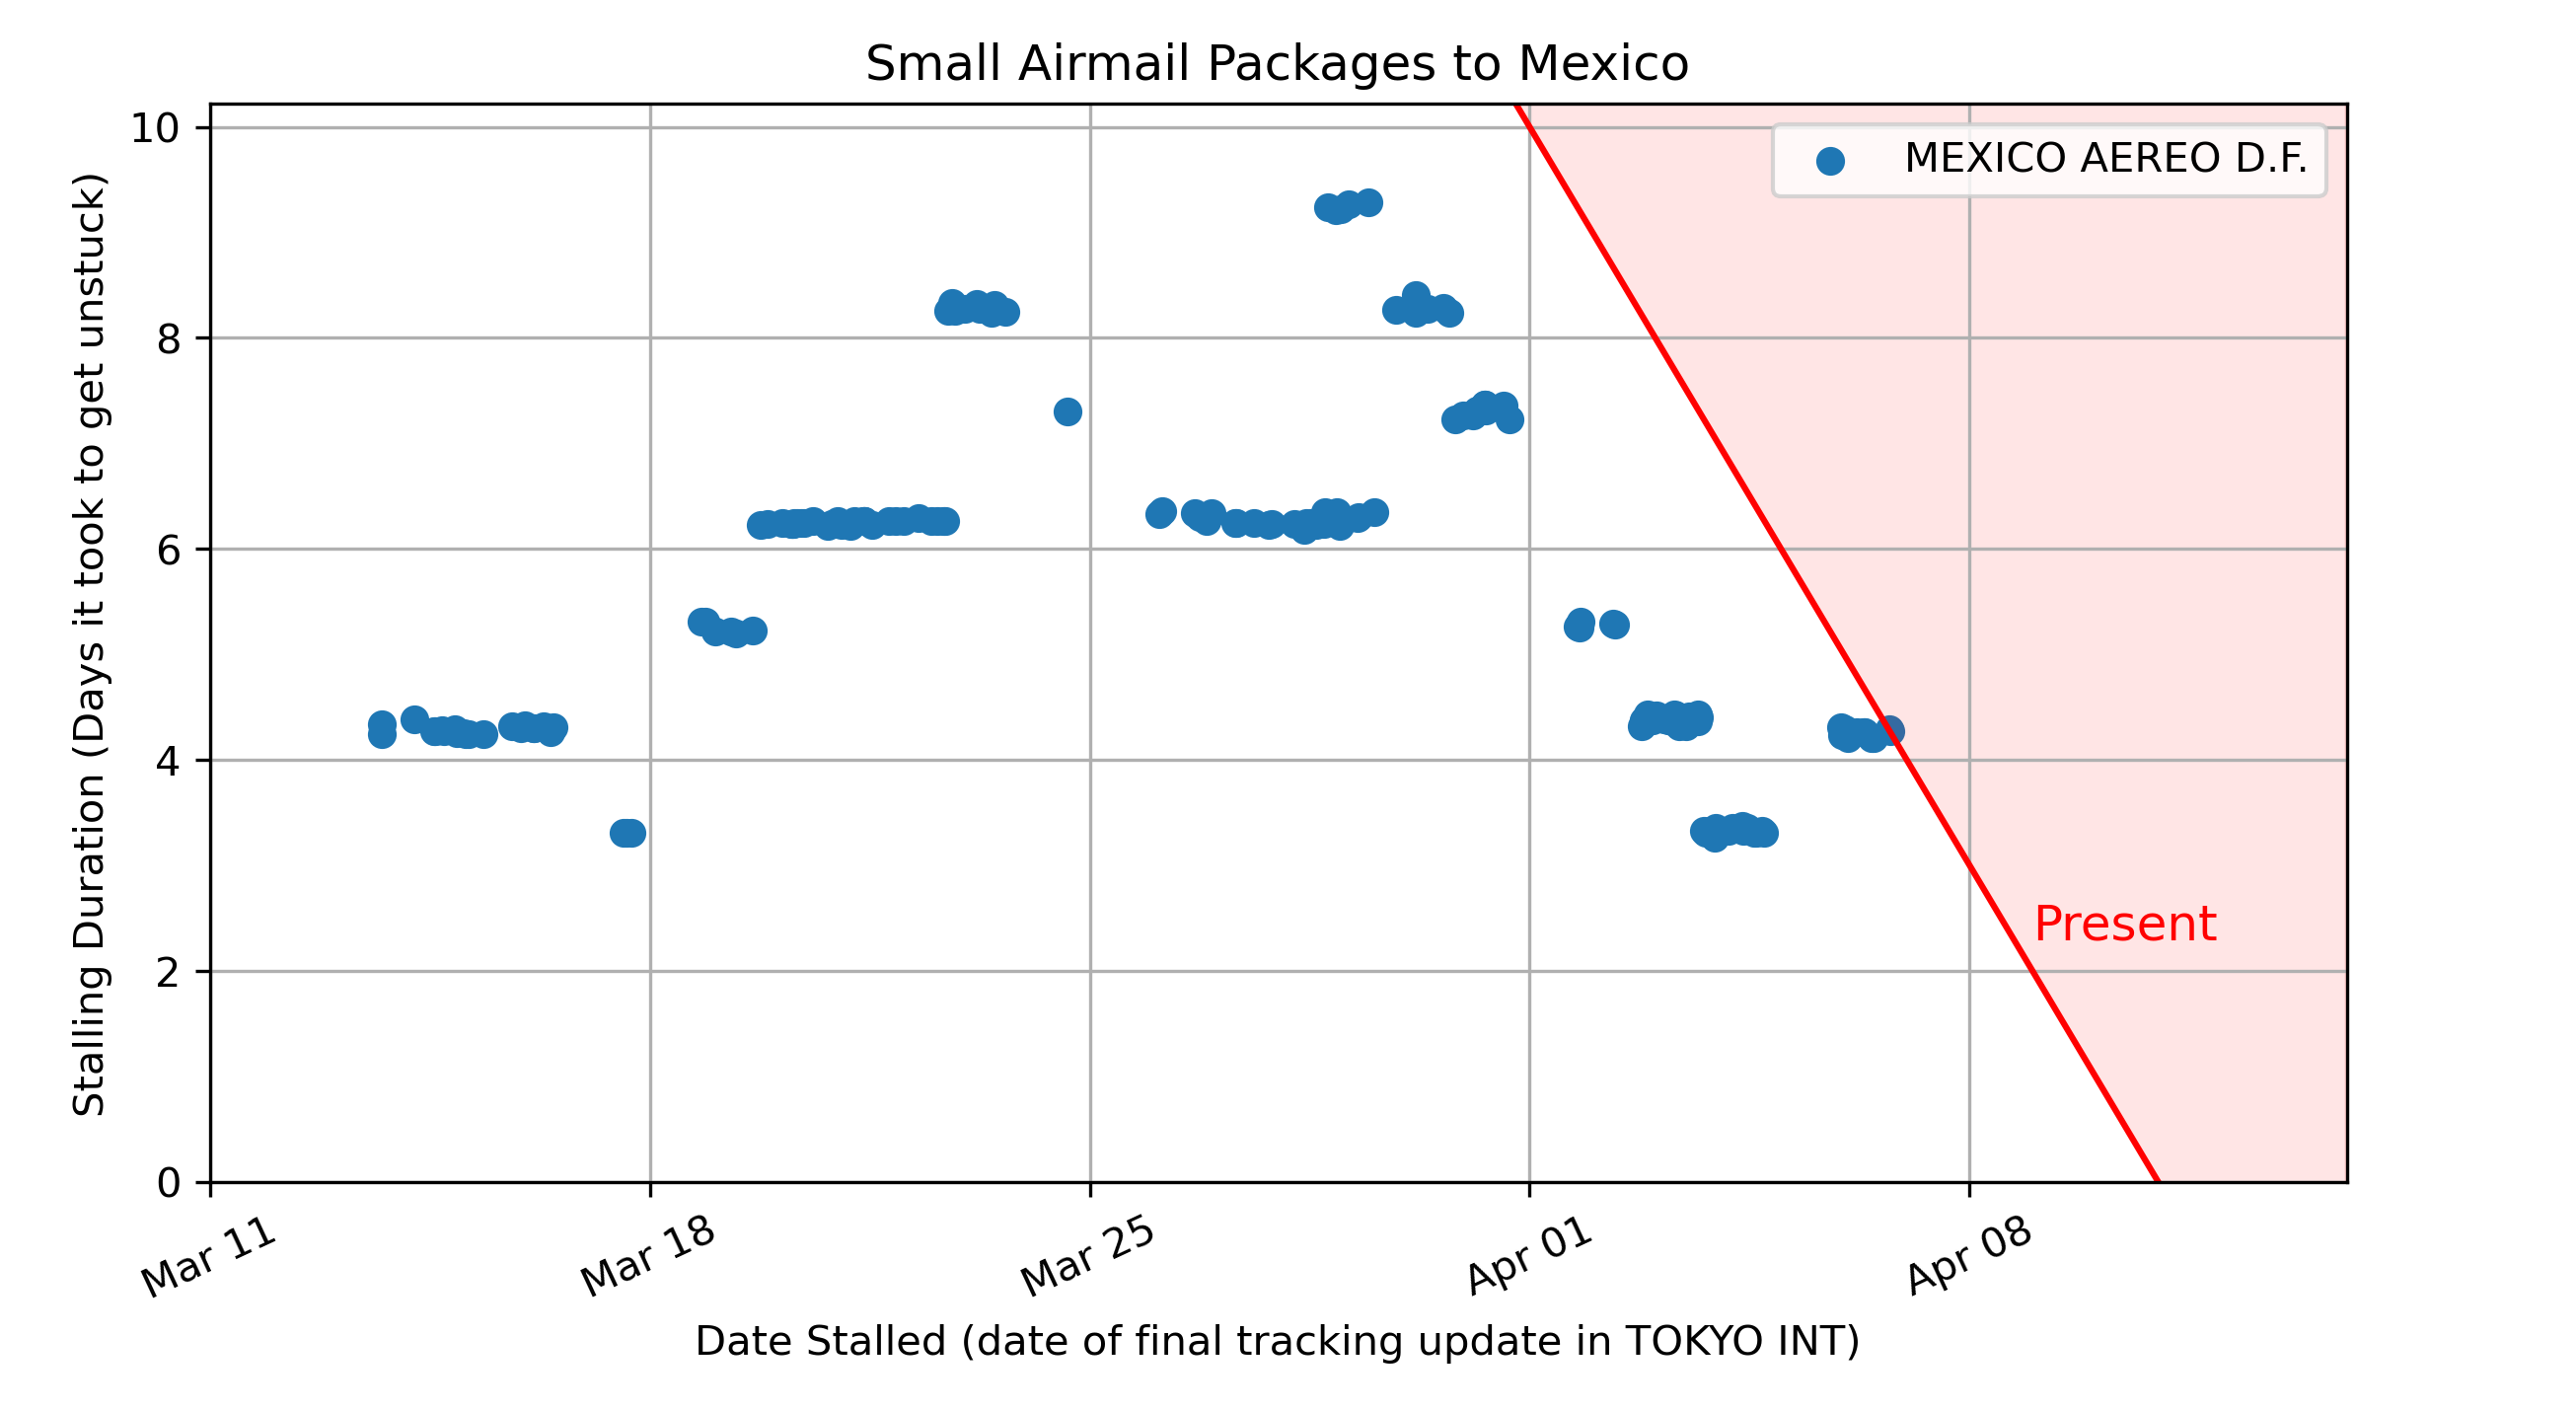 Small Airmail Packages to Mexico
Stalling Duration (Days it took to get unstuck)
10
8
6
4
2
0
MEXICO AEREO D.F.
Present
Mar 11
Mar 18
Mar 25
Apr 01
Apr 08
Date Stalled (date of final tracking update in TOKYO INT)